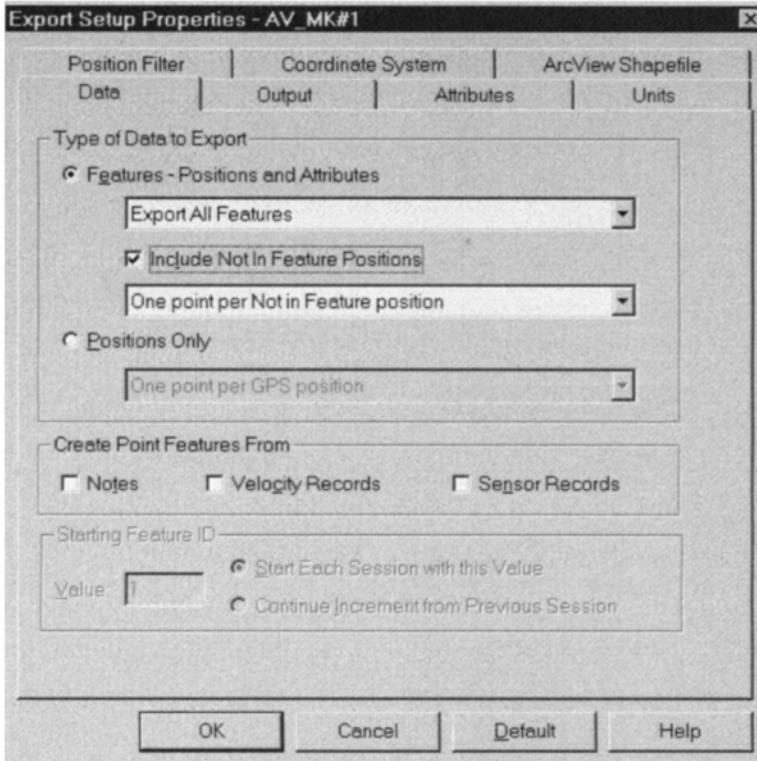 Export Setup Properties - AV_MK#1
Position Filter Coordinate System ArcView Shapefile
Data Output Attributes Units
Type of Data to Export
Features - Positions and Attributes
Export All Features
Include Not In Feature Positions
One point per Not in Feature position
Positions Only
One point per GPS position
Create Point Features From
Notes Velocity Records Sensor Records
Starting Feature ID
Value: 1
Start Each Session with this Value
Continue Increment from Previous Session
OK Cancel Default Help